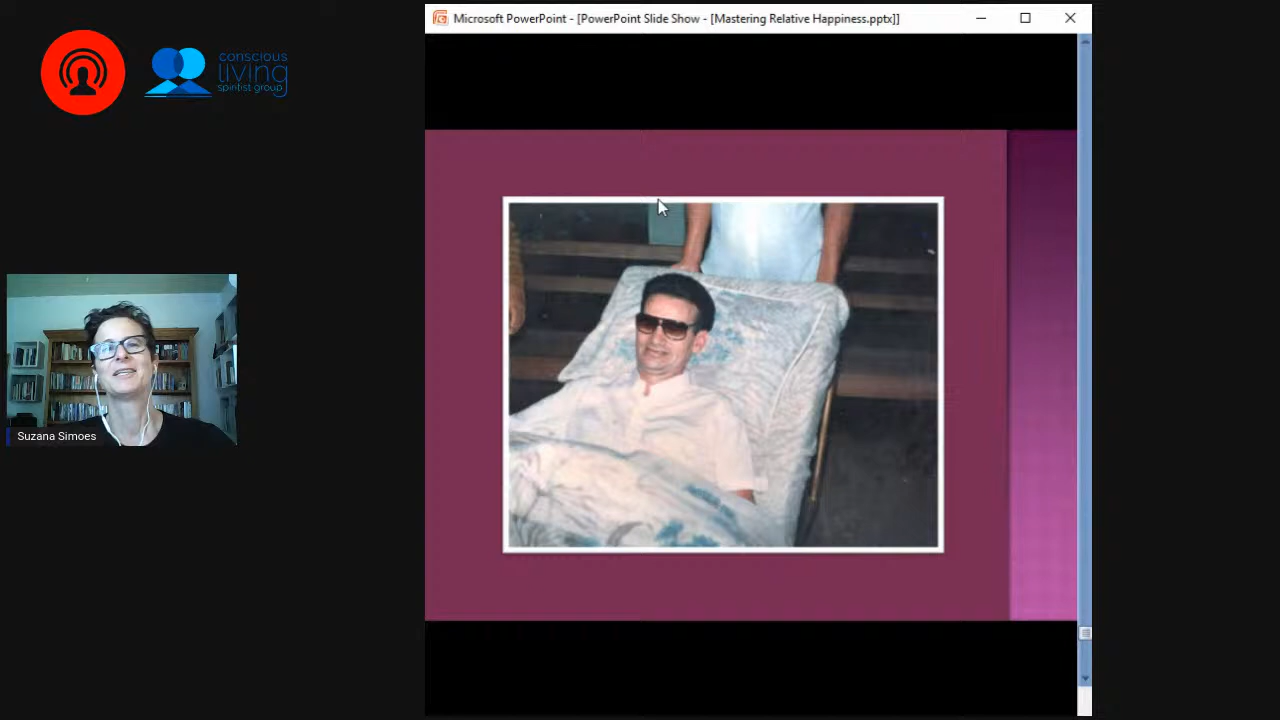 Microsoft PowerPoint - [PowerPoint Slide Show - [Mastering Relative Happiness.pptx]]
conscious
living
spiritist group
Suzana Simoes